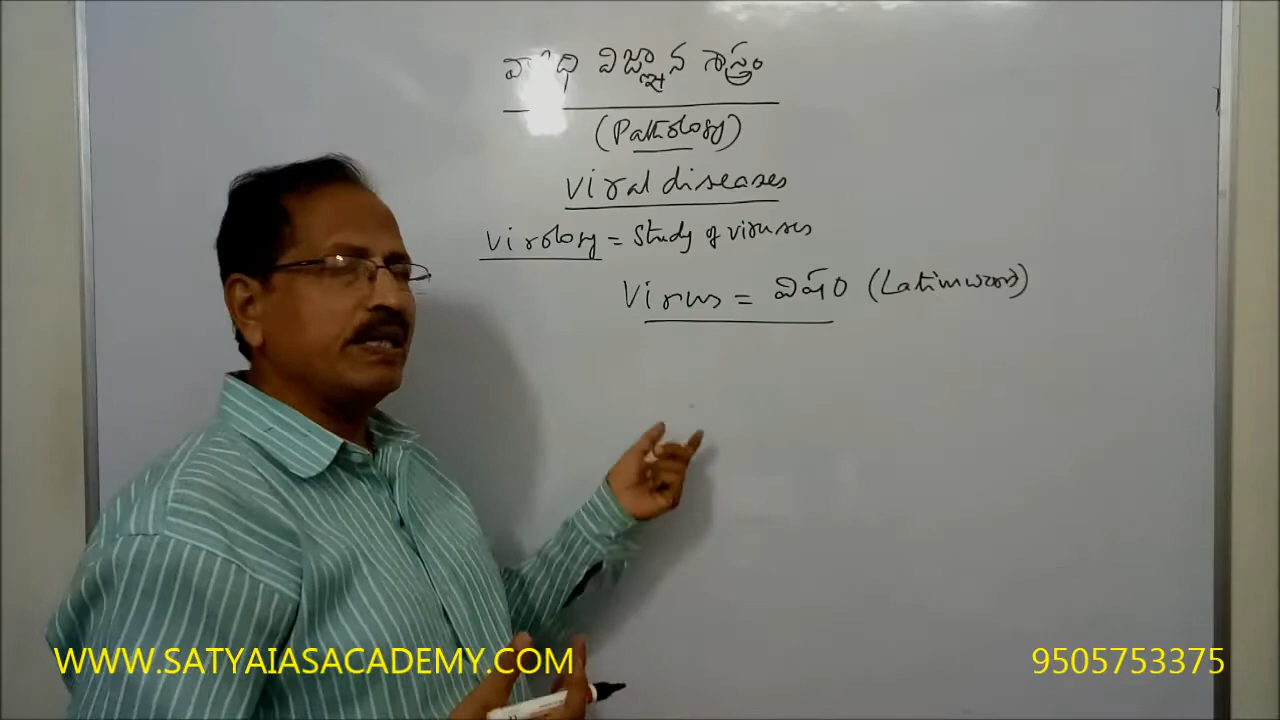 వ్యాధి విజ్ఞాన శాస్త్రం
(Pathology)
Viral diseases
Virology = Study of viruses
Virus = విషం (Latin word)
WWW.SATYAIASACADEMY.COM
9505753375